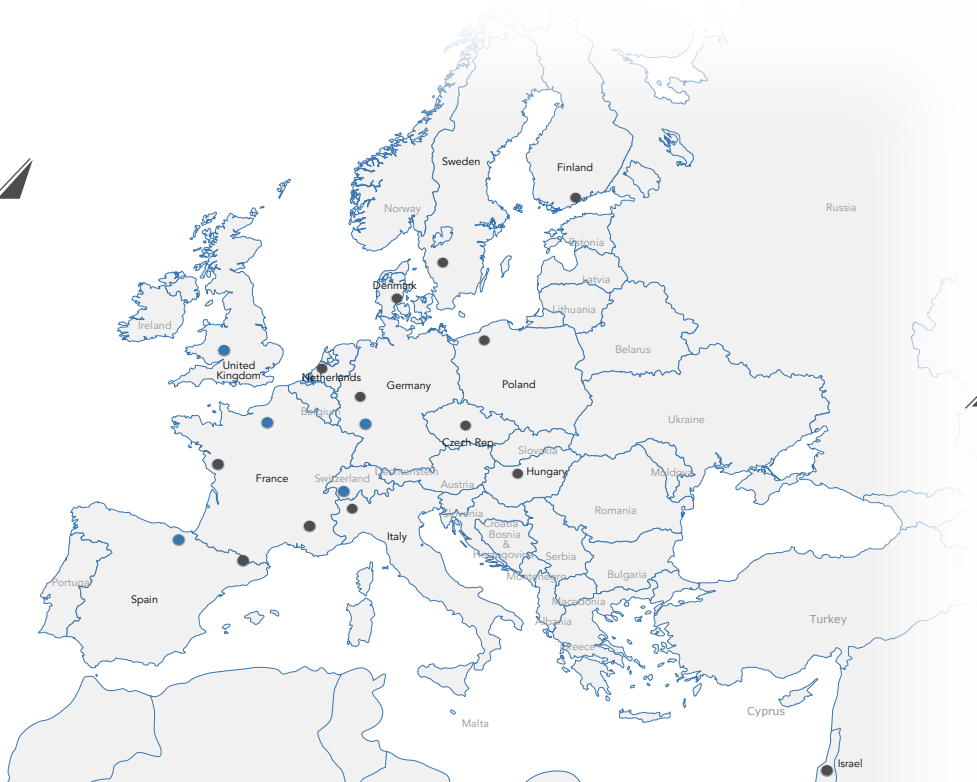 Sweden
Finland
Norway
Russia
Estonia
Latvia
Denmark
Lithuania
Ireland
Belarus
United
Kingdom
Netherlands
Germany
Poland
Belgium
Ukraine
Czech Rep.
Slovakia
Liechtenstein
Hungary
Moldova
France
Switzerland
Austria
Romania
Slovenia
Croatia
Bosnia
&
Herzegovina
Italy
Serbia
Montenegro
Bulgaria
Portugal
Spain
Macedonia
Albania
Turkey
Greece
Cyprus
Malta
Israel